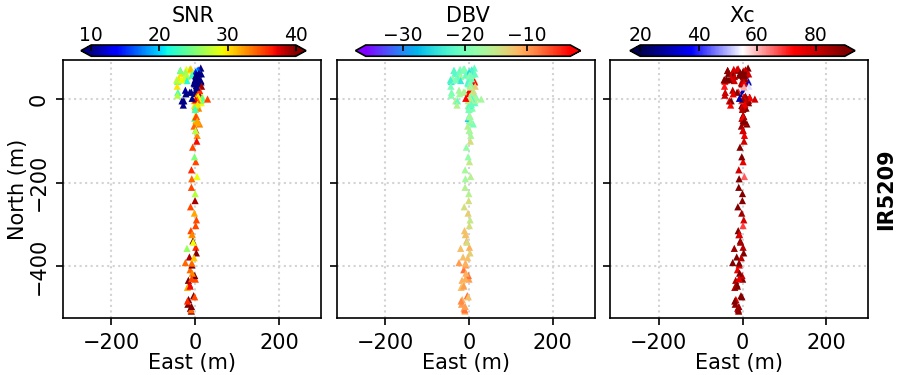 SNR DBV Xc
10 20 30 40 −30 −20 −10 20 40 60 80
North (m)
0
−200
−400
IR5209
−200 0 200 −200 0 200 −200 0 200
East (m) East (m) East (m)